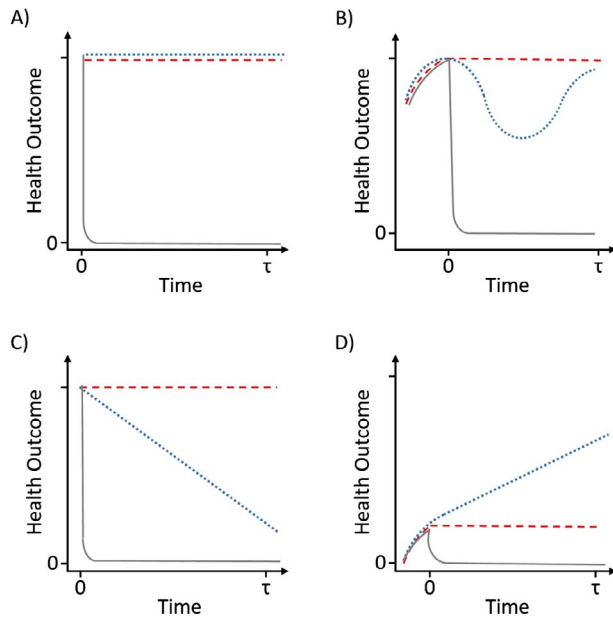 A)
Health Outcome
0
0
τ
Time
B)
Health Outcome
0
0
τ
Time
C)
Health Outcome
0
0
τ
Time
D)
Health Outcome
0
0
τ
Time